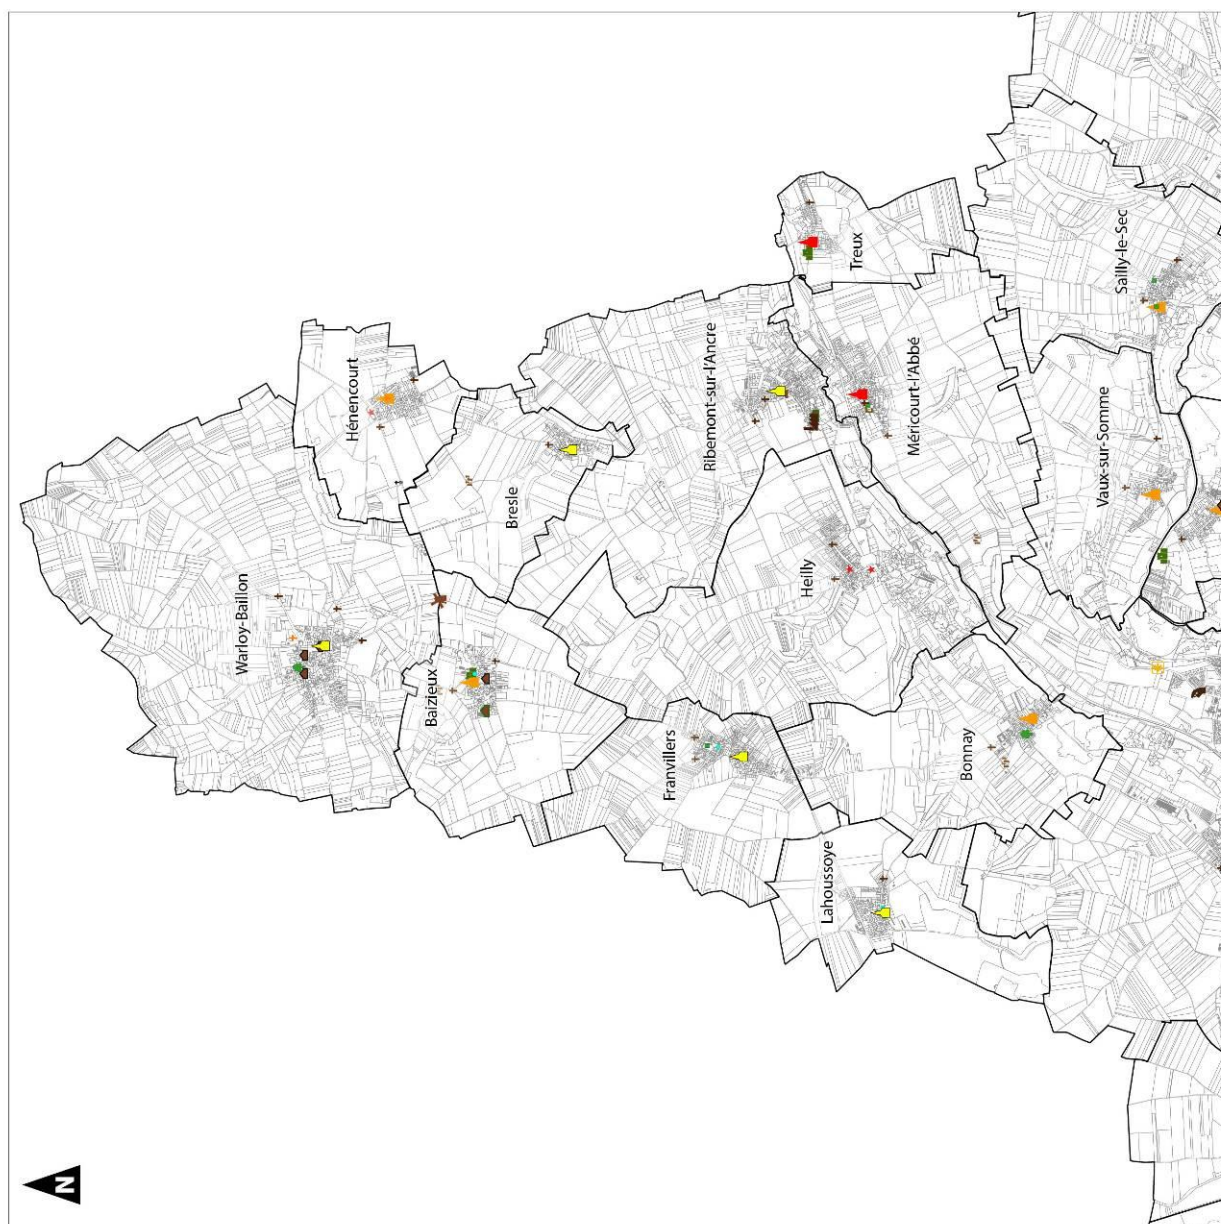 Warloy-Baillon
Hénencourt
Baizieux
Bresle
Franvillers
Ribemont-sur-l'Ancre
Treux
Lahoussoye
Heilly
Méricourt-l'Abbé
Bonnay
Vaux-sur-Somme
Sailly-le-Sec
N